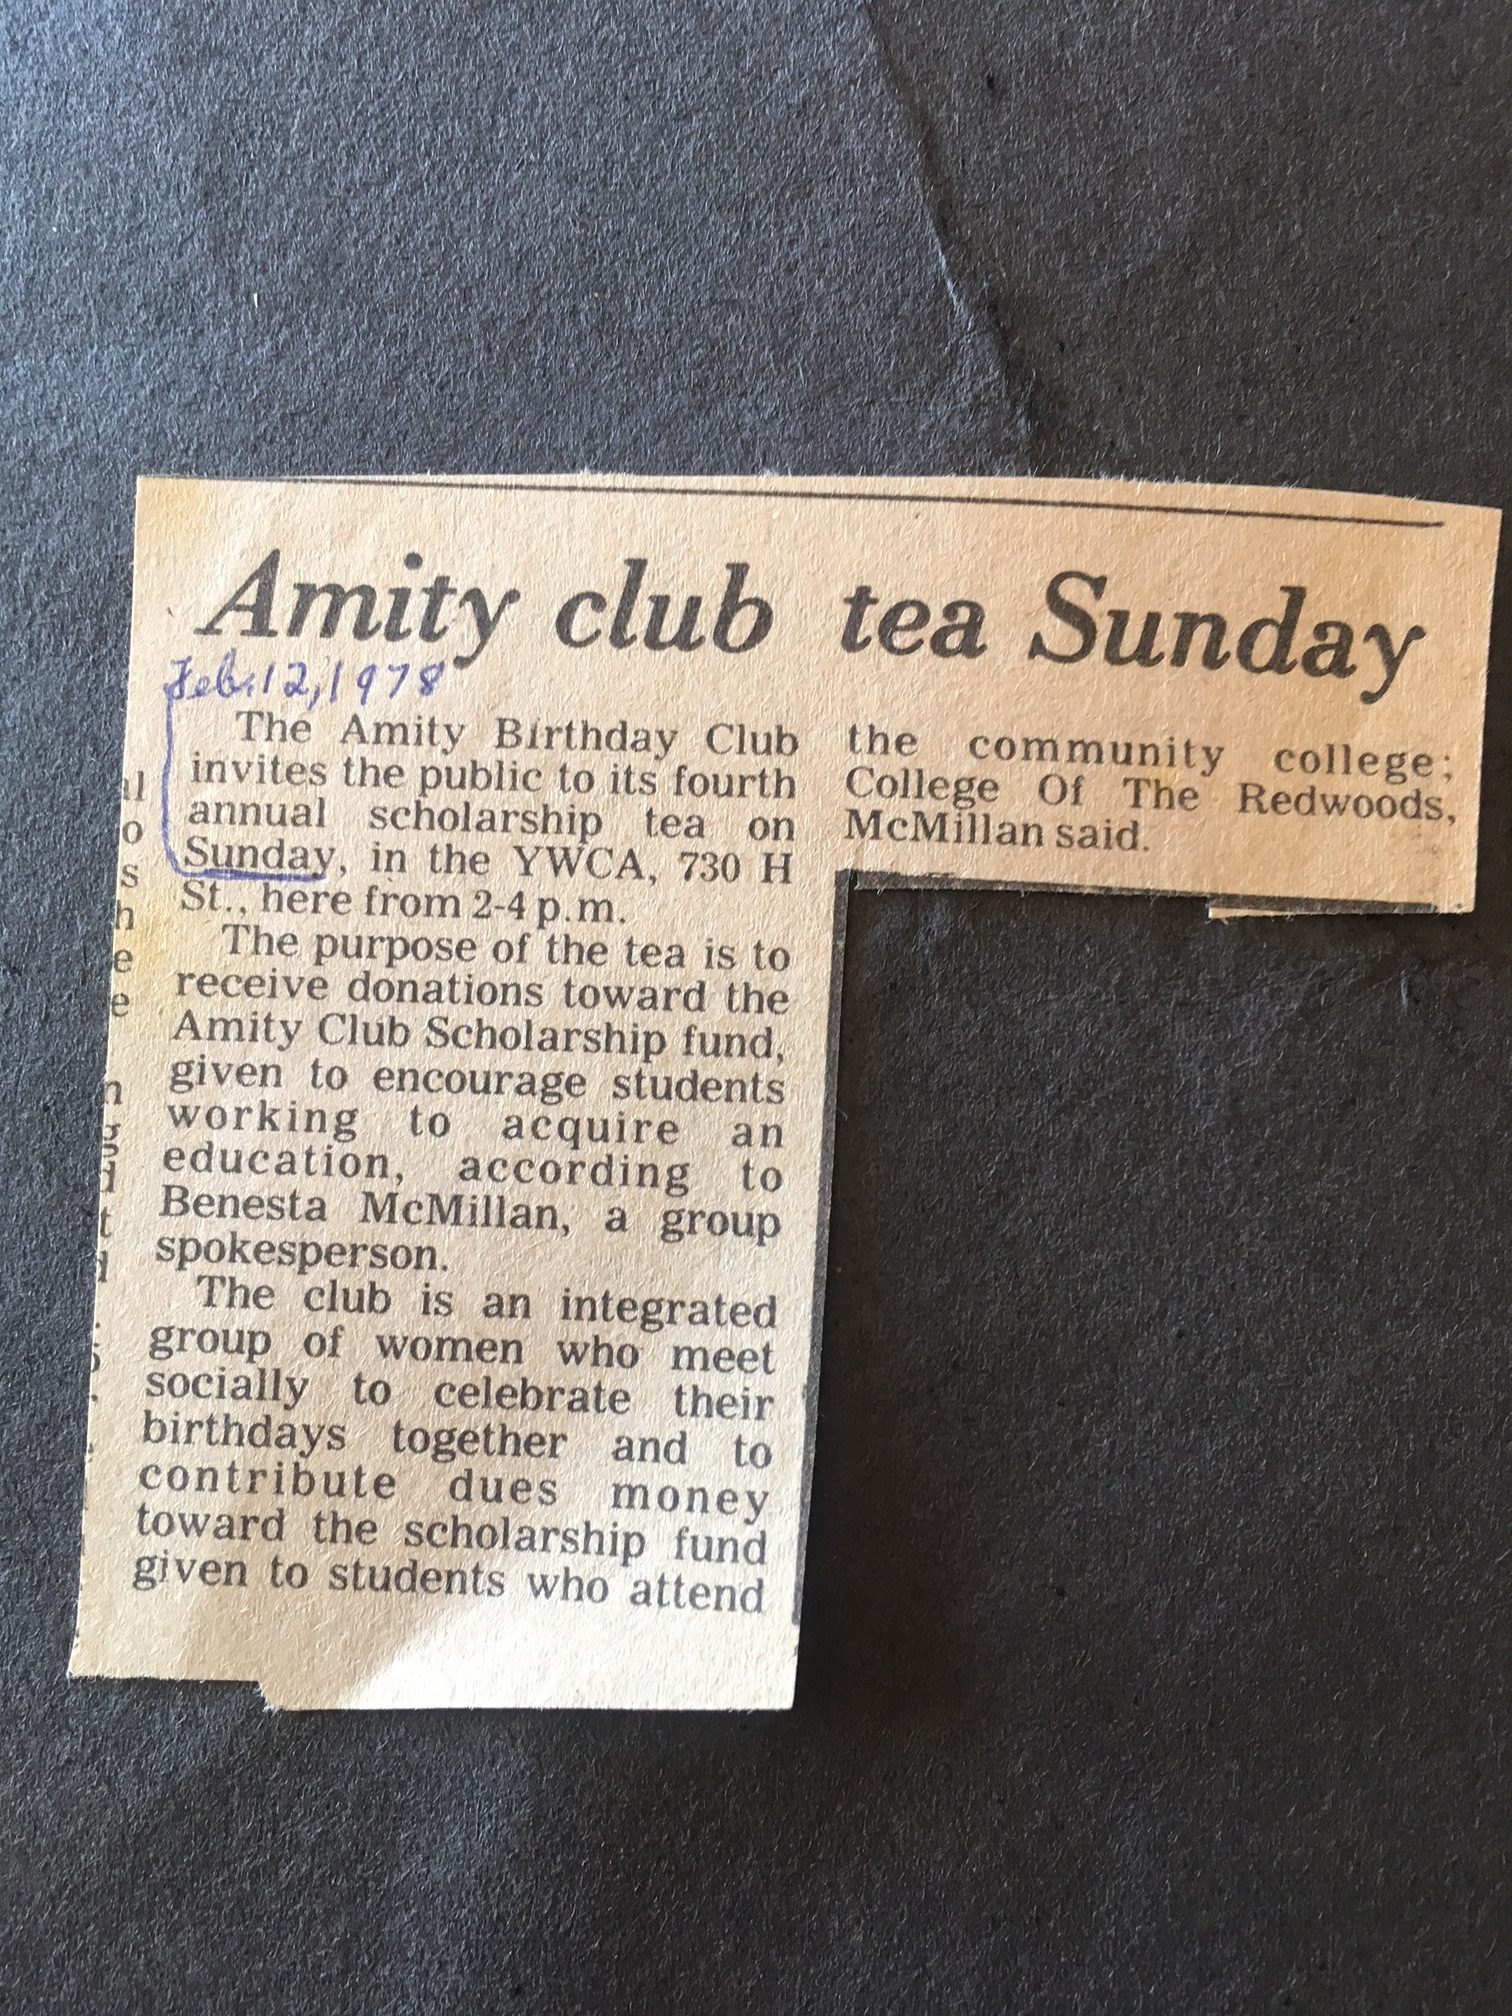 Amity club tea Sunday
Feb. 12, 1978
The Amity Birthday Club
invites the public to its fourth
annual scholarship tea on
Sunday, in the YWCA, 730 H
St., here from 2-4 p.m.
The purpose of the tea is to
receive donations toward the
Amity Club Scholarship fund,
given to encourage students
working to acquire an
education, according to
Benesta McMillan, a group
spokesperson.
The club is an integrated
group of women who meet
socially to celebrate their
birthdays together and to
contribute dues money
toward the scholarship fund
given to students who attend
the community college;
College Of The Redwoods,
McMillan said.